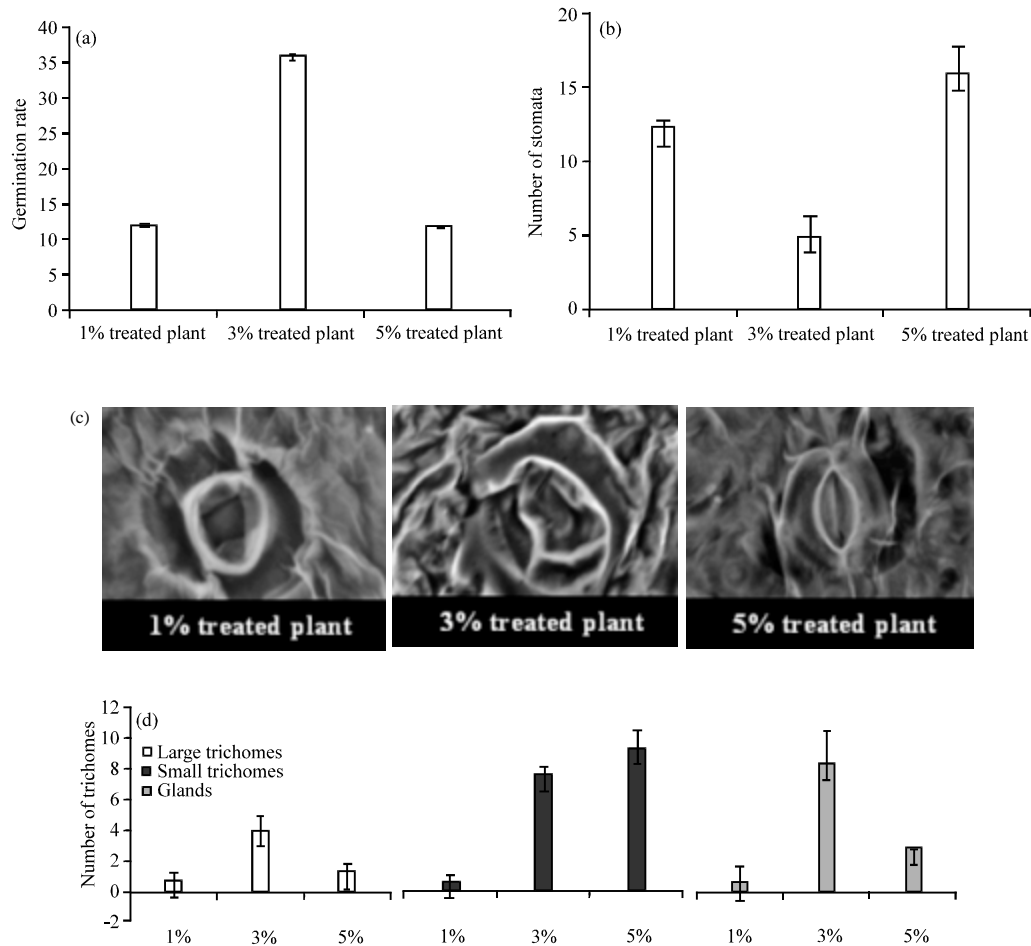 (a)
Germination rate
40
35
30
25
20
15
10
5
0
1% treated plant 3% treated plant 5% treated plant
(b)
Number of stomata
20
15
10
5
0
1% treated plant 3% treated plant 5% treated plant
(c)
1% treated plant
3% treated plant
5% treated plant
(d)
Number of trichomes
12
10
8
6
4
2
0
-2
Large trichomes
Small trichomes
Glands
1% 3% 5% 1% 3% 5% 1% 3% 5%